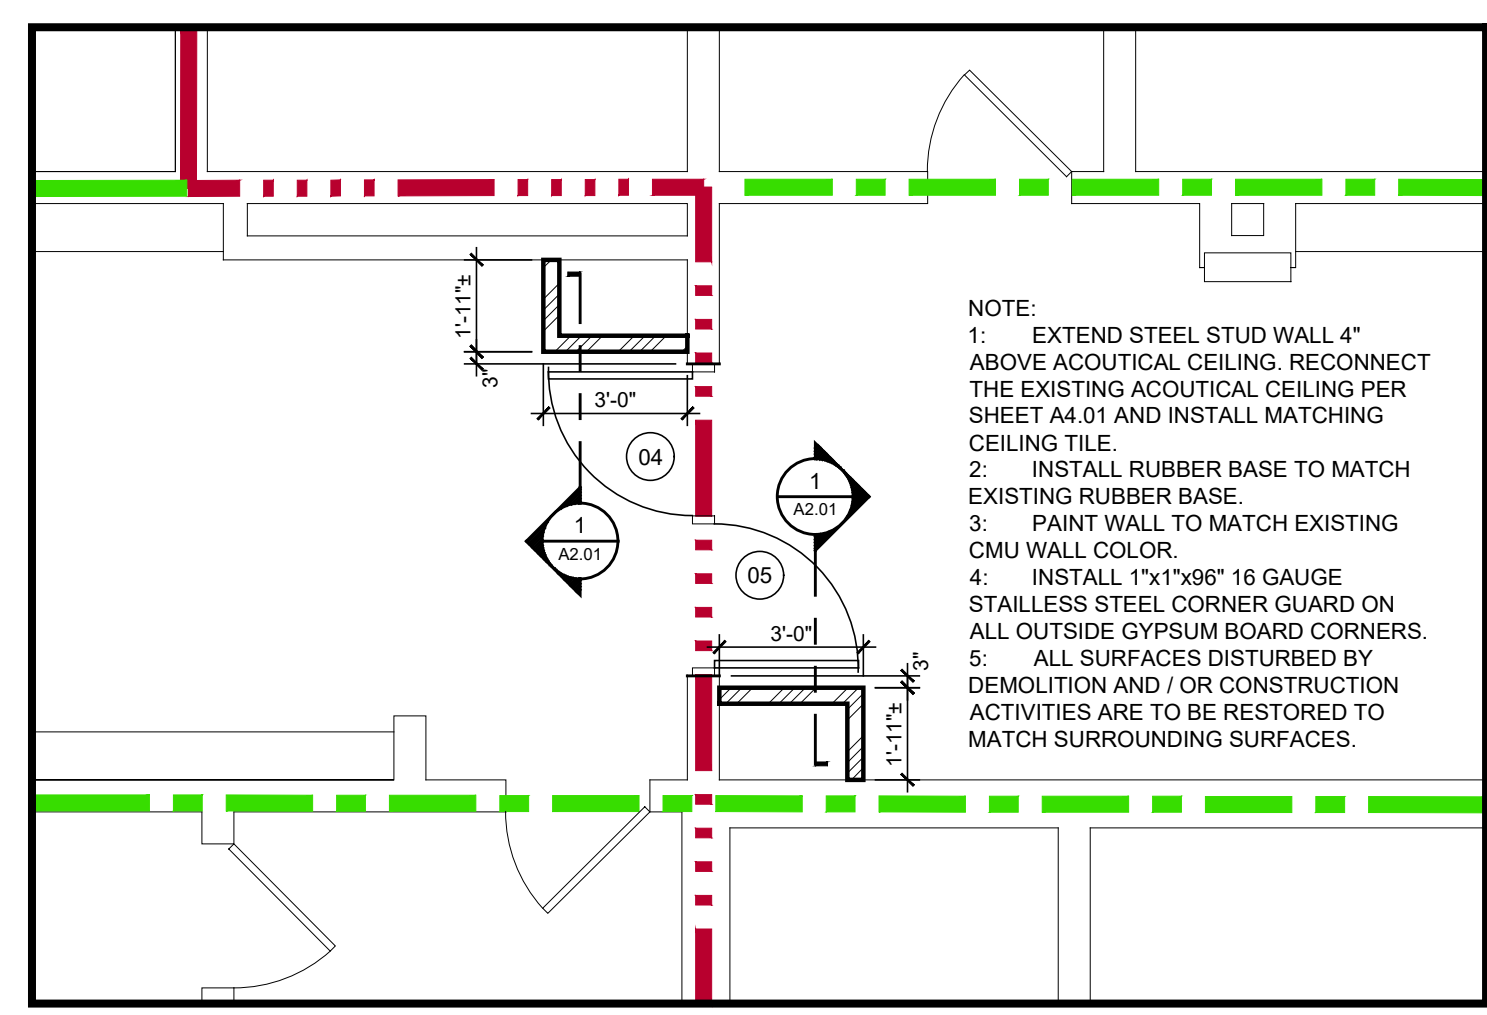 NOTE:
1: EXTEND STEEL STUD WALL 4"
ABOVE ACOUTICAL CEILING. RECONNECT
THE EXISTING ACOUTICAL CEILING PER
SHEET A4.01 AND INSTALL MATCHING
CEILING TILE.
2: INSTALL RUBBER BASE TO MATCH
EXISTING RUBBER BASE.
3: PAINT WALL TO MATCH EXISTING
CMU WALL COLOR.
4: INSTALL 1"x1"x96" 16 GAUGE
STAILLESS STEEL CORNER GUARD ON
ALL OUTSIDE GYPSUM BOARD CORNERS.
5: ALL SURFACES DISTURBED BY
DEMOLITION AND / OR CONSTRUCTION
ACTIVITIES ARE TO BE RESTORED TO
MATCH SURROUNDING SURFACES.
1'-11"±
3"
3'-0"
04
1
A2.01
1
A2.01
05
3'-0"
3"
1'-11"±